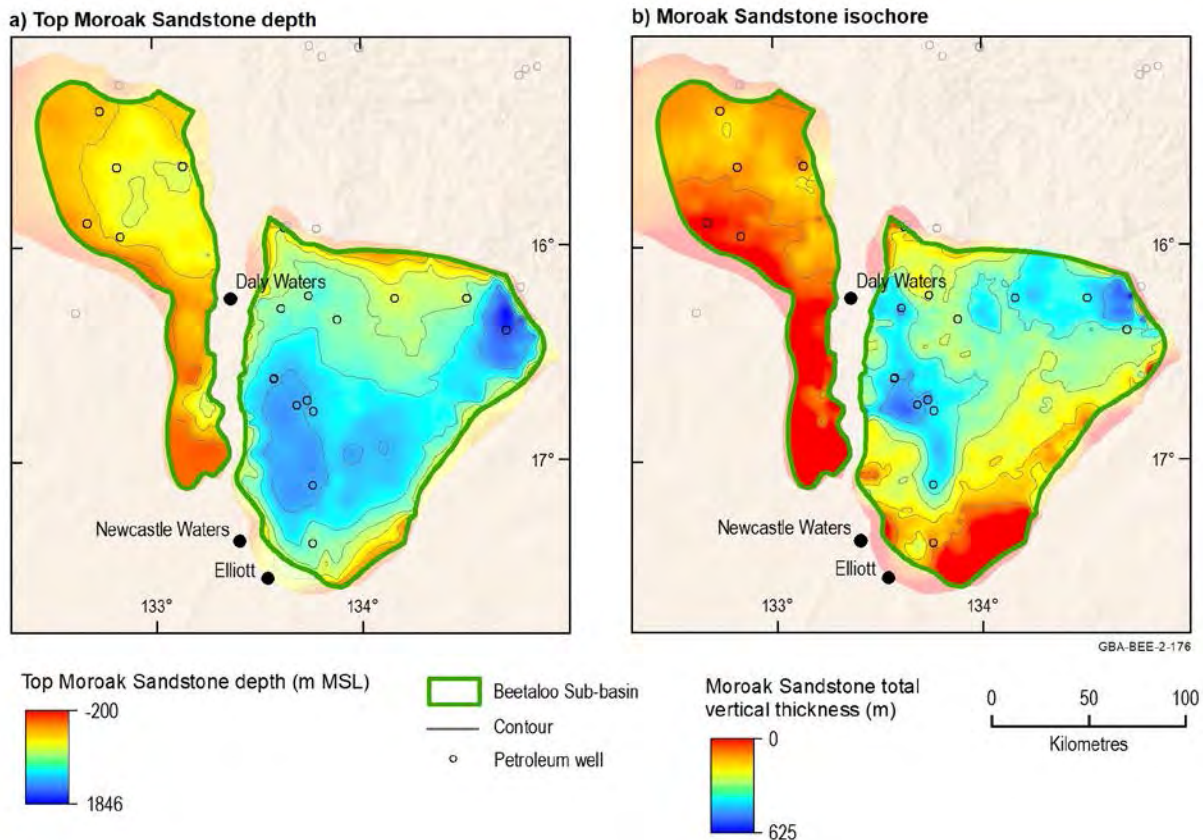 a) Top Moroak Sandstone depth
b) Moroak Sandstone isochore
16°
16°
Daly Waters
Daly Waters
17°
17°
Newcastle Waters
Newcastle Waters
Elliott
Elliott
133°
134°
133°
134°
GBA-BEE-2-176
Top Moroak Sandstone depth (m MSL)
-200
1846
Beetaloo Sub-basin
Contour
Petroleum well
Moroak Sandstone total
vertical thickness (m)
0
625
0 50 100
Kilometres